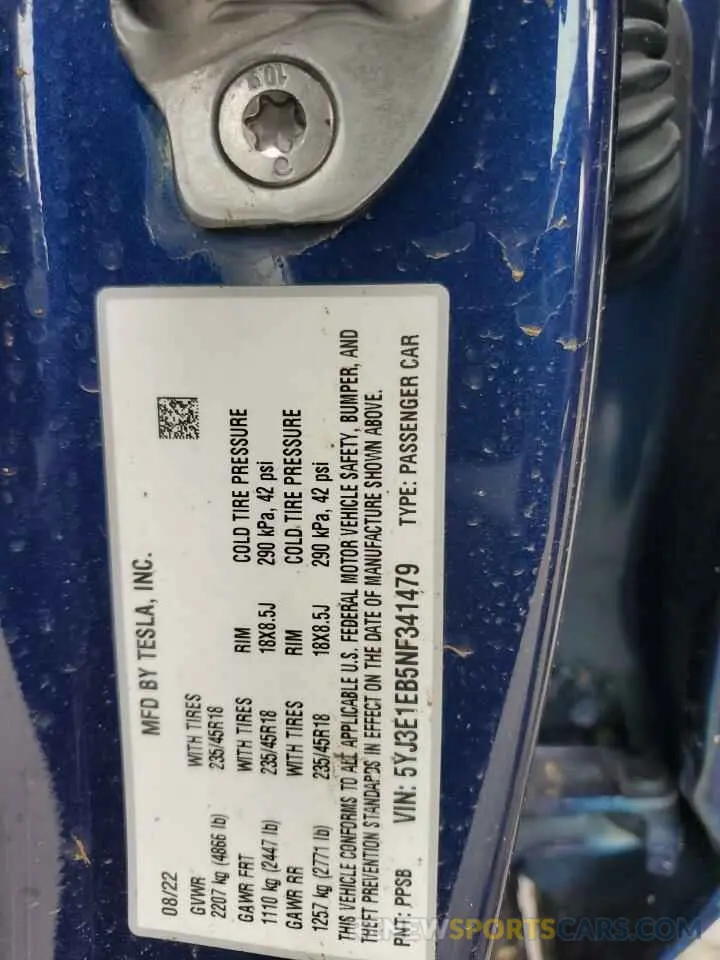 10.9
MFD BY TESLA, INC.
08/22
GVWR WITH TIRES
2207 kg (4866 lb) 235/45R18
GAWR FRT WITH TIRES RIM COLD TIRE PRESSURE
1110 kg (2447 lb) 235/45R18 18X8.5J 290 kPa, 42 psi
GAWR RR WITH TIRES RIM COLD TIRE PRESSURE
1257 kg (2771 lb) 235/45R18 18X8.5J 290 kPa, 42 psi
THIS VEHICLE CONFORMS TO ALL APPLICABLE U.S. FEDERAL MOTOR VEHICLE SAFETY, BUMPER, AND
THEFT PREVENTION STANDARDS IN EFFECT ON THE DATE OF MANUFACTURE SHOWN ABOVE.
PNT: PPSB VIN: 5YJ3E1EB5NF341479 TYPE: PASSENGER CAR
RENEWSUSEDCARS.COM